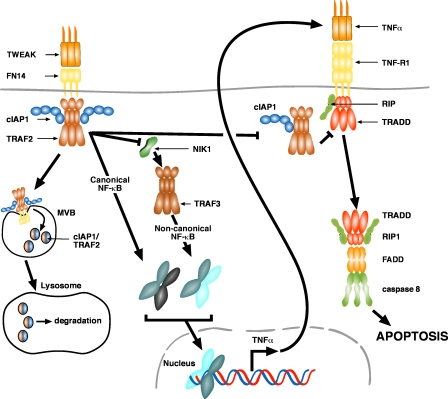 TWEAK
FN14
cIAP1
TRAF2
TNFα
TNF-R1
cIAP1
RIP
TRADD
NIK1
Canonical
NF-κB
TRAF3
Non-canonical
NF-κB
MVB
cIAP1/
TRAF2
Lysosome
degradation
TRADD
RIP1
FADD
caspase 8
APOPTOSIS
TNFα
Nucleus